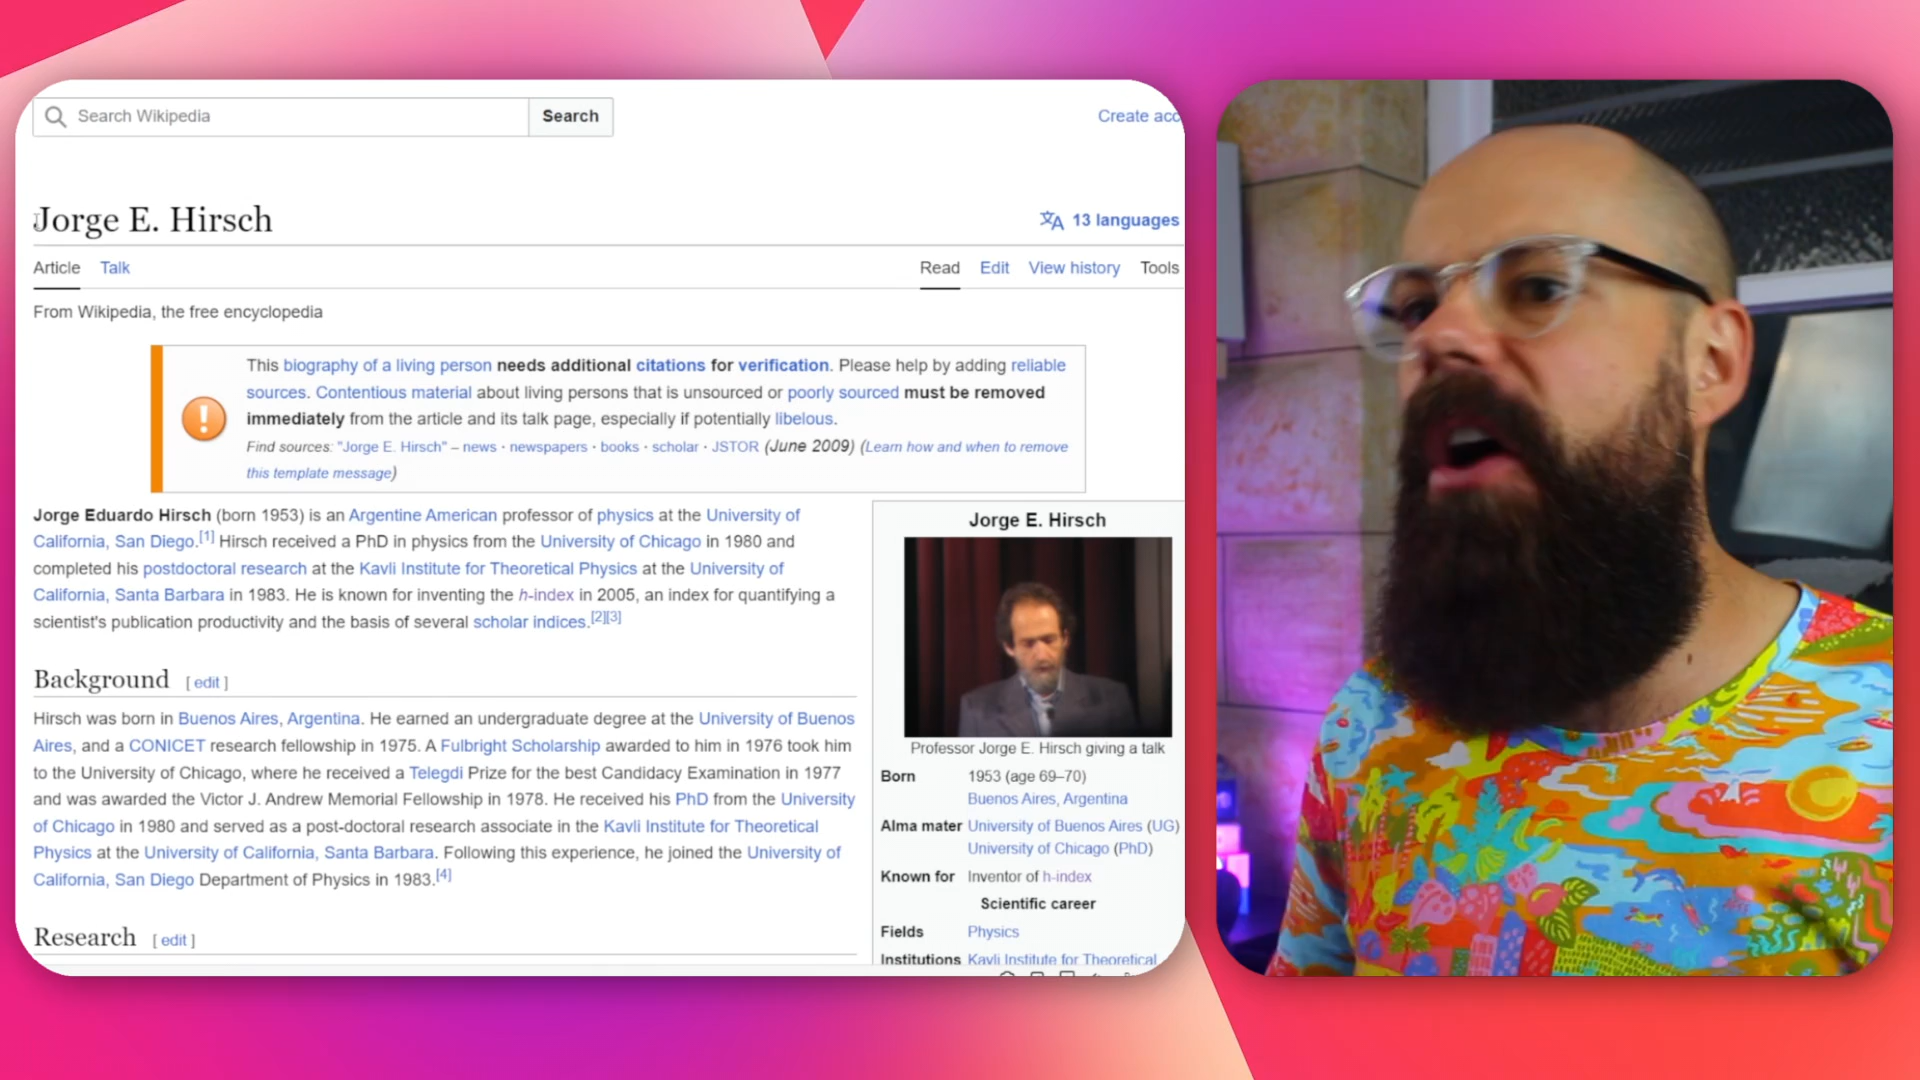 Search Wikipedia
Search
Create acc
Jorge E. Hirsch
13 languages
Article Talk
Read Edit View history Tools
From Wikipedia, the free encyclopedia
This biography of a living person needs additional citations for verification. Please help by adding reliable
sources. Contentious material about living persons that is unsourced or poorly sourced must be removed
immediately from the article and its talk page, especially if potentially libelous.
Find sources: "Jorge E. Hirsch" – news · newspapers · books · scholar · JSTOR (June 2009) (Learn how and when to remove
this template message)
Jorge Eduardo Hirsch (born 1953) is an Argentine American professor of physics at the University of
California, San Diego.[1] Hirsch received a PhD in physics from the University of Chicago in 1980 and
completed his postdoctoral research at the Kavli Institute for Theoretical Physics at the University of
California, Santa Barbara in 1983. He is known for inventing the h-index in 2005, an index for quantifying a
scientist's publication productivity and the basis of several scholar indices.[2][3]
Background [ edit ]
Hirsch was born in Buenos Aires, Argentina. He earned an undergraduate degree at the University of Buenos
Aires, and a CONICET research fellowship in 1975. A Fulbright Scholarship awarded to him in 1976 took him
to the University of Chicago, where he received a Telegdi Prize for the best Candidacy Examination in 1977
and was awarded the Victor J. Andrew Memorial Fellowship in 1978. He received his PhD from the University
of Chicago in 1980 and served as a post-doctoral research associate in the Kavli Institute for Theoretical
Physics at the University of California, Santa Barbara. Following this experience, he joined the University of
California, San Diego Department of Physics in 1983.[4]
Research [ edit ]
Jorge E. Hirsch
Professor Jorge E. Hirsch giving a talk
Born 1953 (age 69–70)
Buenos Aires, Argentina
Alma mater University of Buenos Aires (UG)
University of Chicago (PhD)
Known for Inventor of h-index
Scientific career
Fields Physics
Institutions Kavli Institute for Theoretical